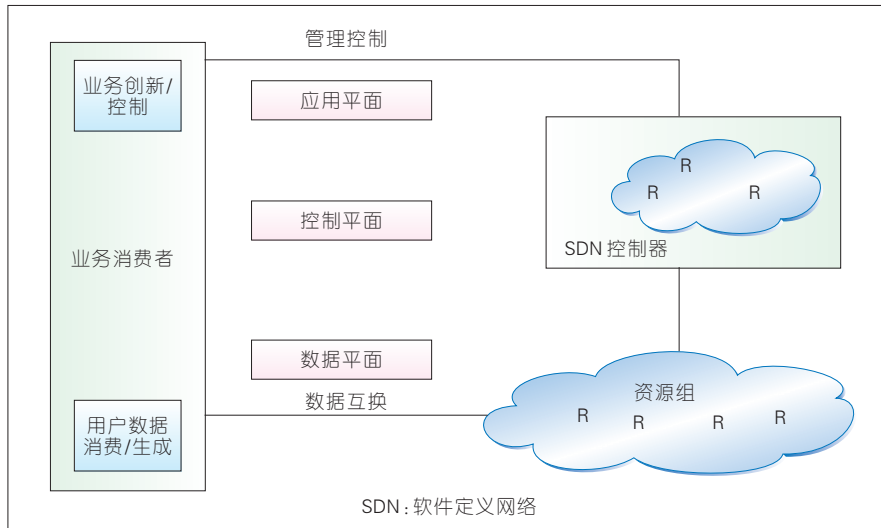 管理控制
业务创新/
控制
应用平面
R
R
R
SDN 控制器
控制平面
业务消费者
数据平面
数据互换
资源组
R
R
R
R
用户数据
消费/生成
SDN：软件定义网络